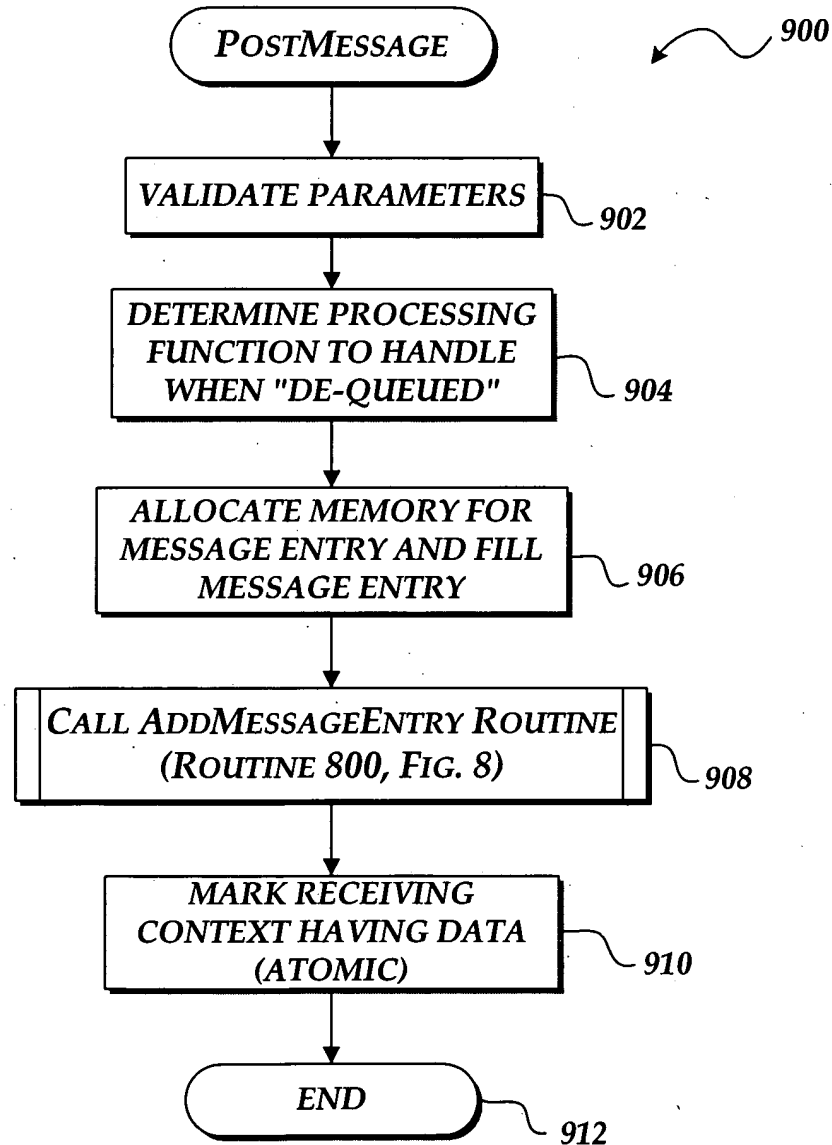 POSTMESSAGE
900
VALIDATE PARAMETERS
902
DETERMINE PROCESSING
FUNCTION TO HANDLE
WHEN "DE-QUEUED"
904
ALLOCATE MEMORY FOR
MESSAGE ENTRY AND FILL
MESSAGE ENTRY
906
CALL ADDMESSAGEENTRY ROUTINE
(ROUTINE 800, FIG. 8)
908
MARK RECEIVING
CONTEXT HAVING DATA
(ATOMIC)
910
END
912